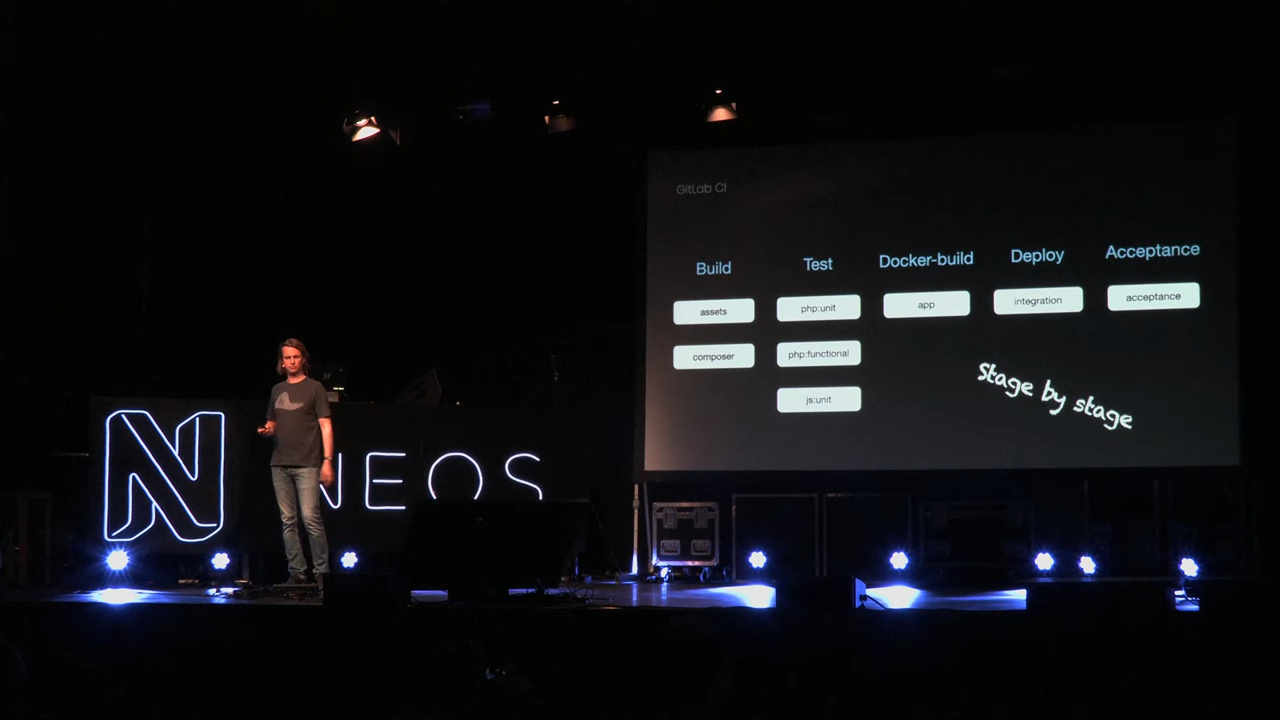 GitLab CI
Build
Test
Docker-build
Deploy
Acceptance
assets
php:unit
app
integration
acceptance
composer
php:functional
js:unit
stage by stage
N NEOS